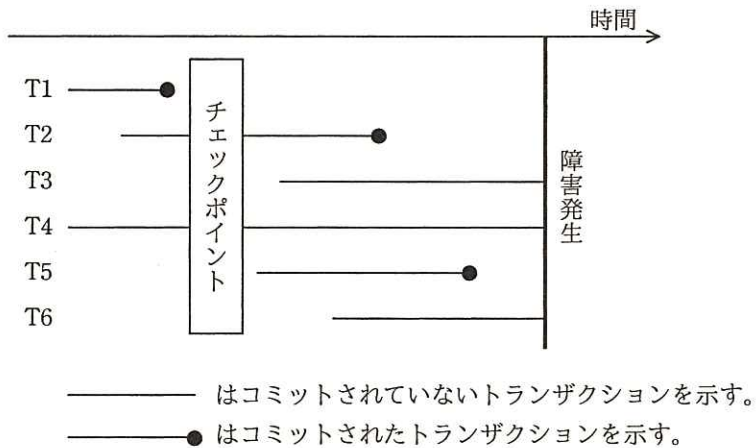 時間
T1
T2
T3
T4
T5
T6
チェックポイント
障害発生
はコミットされていないトランザクションを示す。
はコミットされたトランザクションを示す。